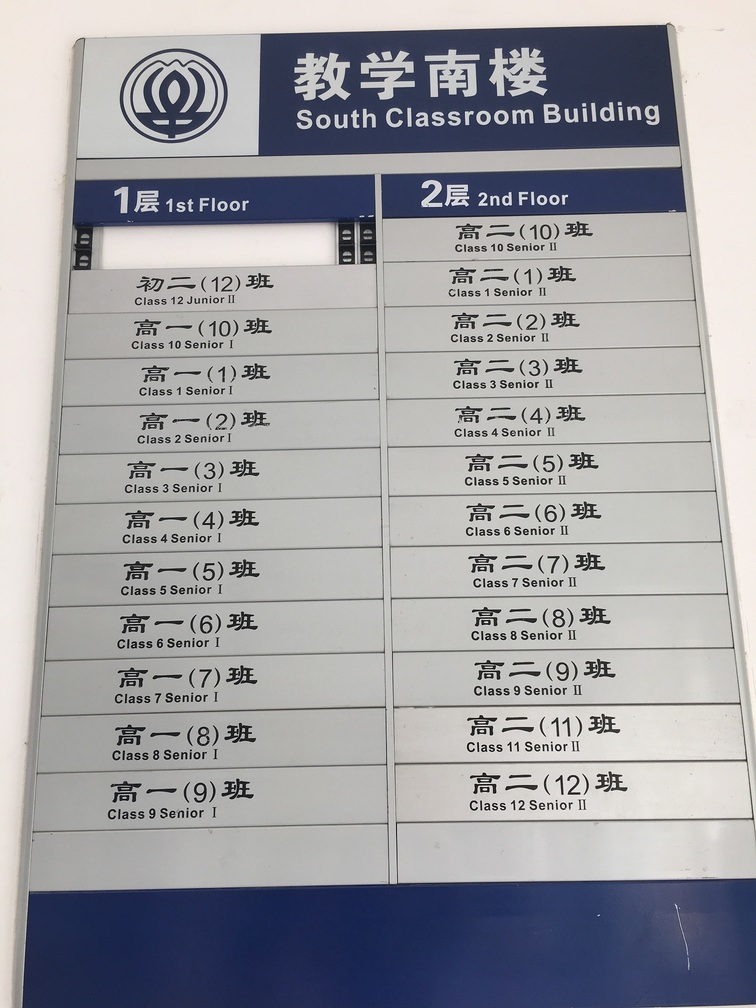 教学南楼
South Classroom Building
1层 1st Floor
初二(12)班
Class 12 Junior Ⅱ
高一(10)班
Class 10 Senior Ⅰ
高一(1)班
Class 1 Senior Ⅰ
高一(2)班
Class 2 Senior Ⅰ
高一(3)班
Class 3 Senior Ⅰ
高一(4)班
Class 4 Senior Ⅰ
高一(5)班
Class 5 Senior Ⅰ
高一(6)班
Class 6 Senior Ⅰ
高一(7)班
Class 7 Senior Ⅰ
高一(8)班
Class 8 Senior Ⅰ
高一(9)班
Class 9 Senior Ⅰ
2层 2nd Floor
高二(10)班
Class 10 Senior Ⅱ
高二(1)班
Class 1 Senior Ⅱ
高二(2)班
Class 2 Senior Ⅱ
高二(3)班
Class 3 Senior Ⅱ
高二(4)班
Class 4 Senior Ⅱ
高二(5)班
Class 5 Senior Ⅱ
高二(6)班
Class 6 Senior Ⅱ
高二(7)班
Class 7 Senior Ⅱ
高二(8)班
Class 8 Senior Ⅱ
高二(9)班
Class 9 Senior Ⅱ
高二(11)班
Class 11 Senior Ⅱ
高二(12)班
Class 12 Senior Ⅱ